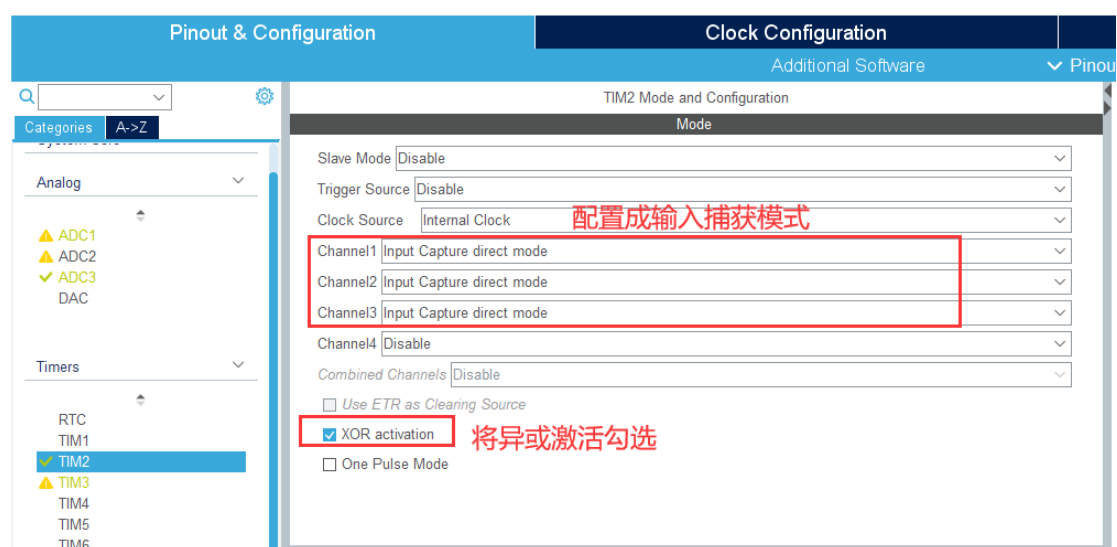 Pinout & Configuration
Clock Configuration
Additional Software
Pinou
TIM2 Mode and Configuration
Categories
A->Z
Mode
Analog
ADC1
ADC2
ADC3
DAC
Timers
RTC
TIM1
TIM2
TIM3
TIM4
TIM5
TIM6
Slave Mode Disable
Trigger Source Disable
Clock Source Internal Clock
配置成输入捕获模式
Channel1 Input Capture direct mode
Channel2 Input Capture direct mode
Channel3 Input Capture direct mode
Channel4 Disable
Combined Channels Disable
Use ETR as Clearing Source
XOR activation
将异或激活勾选
One Pulse Mode